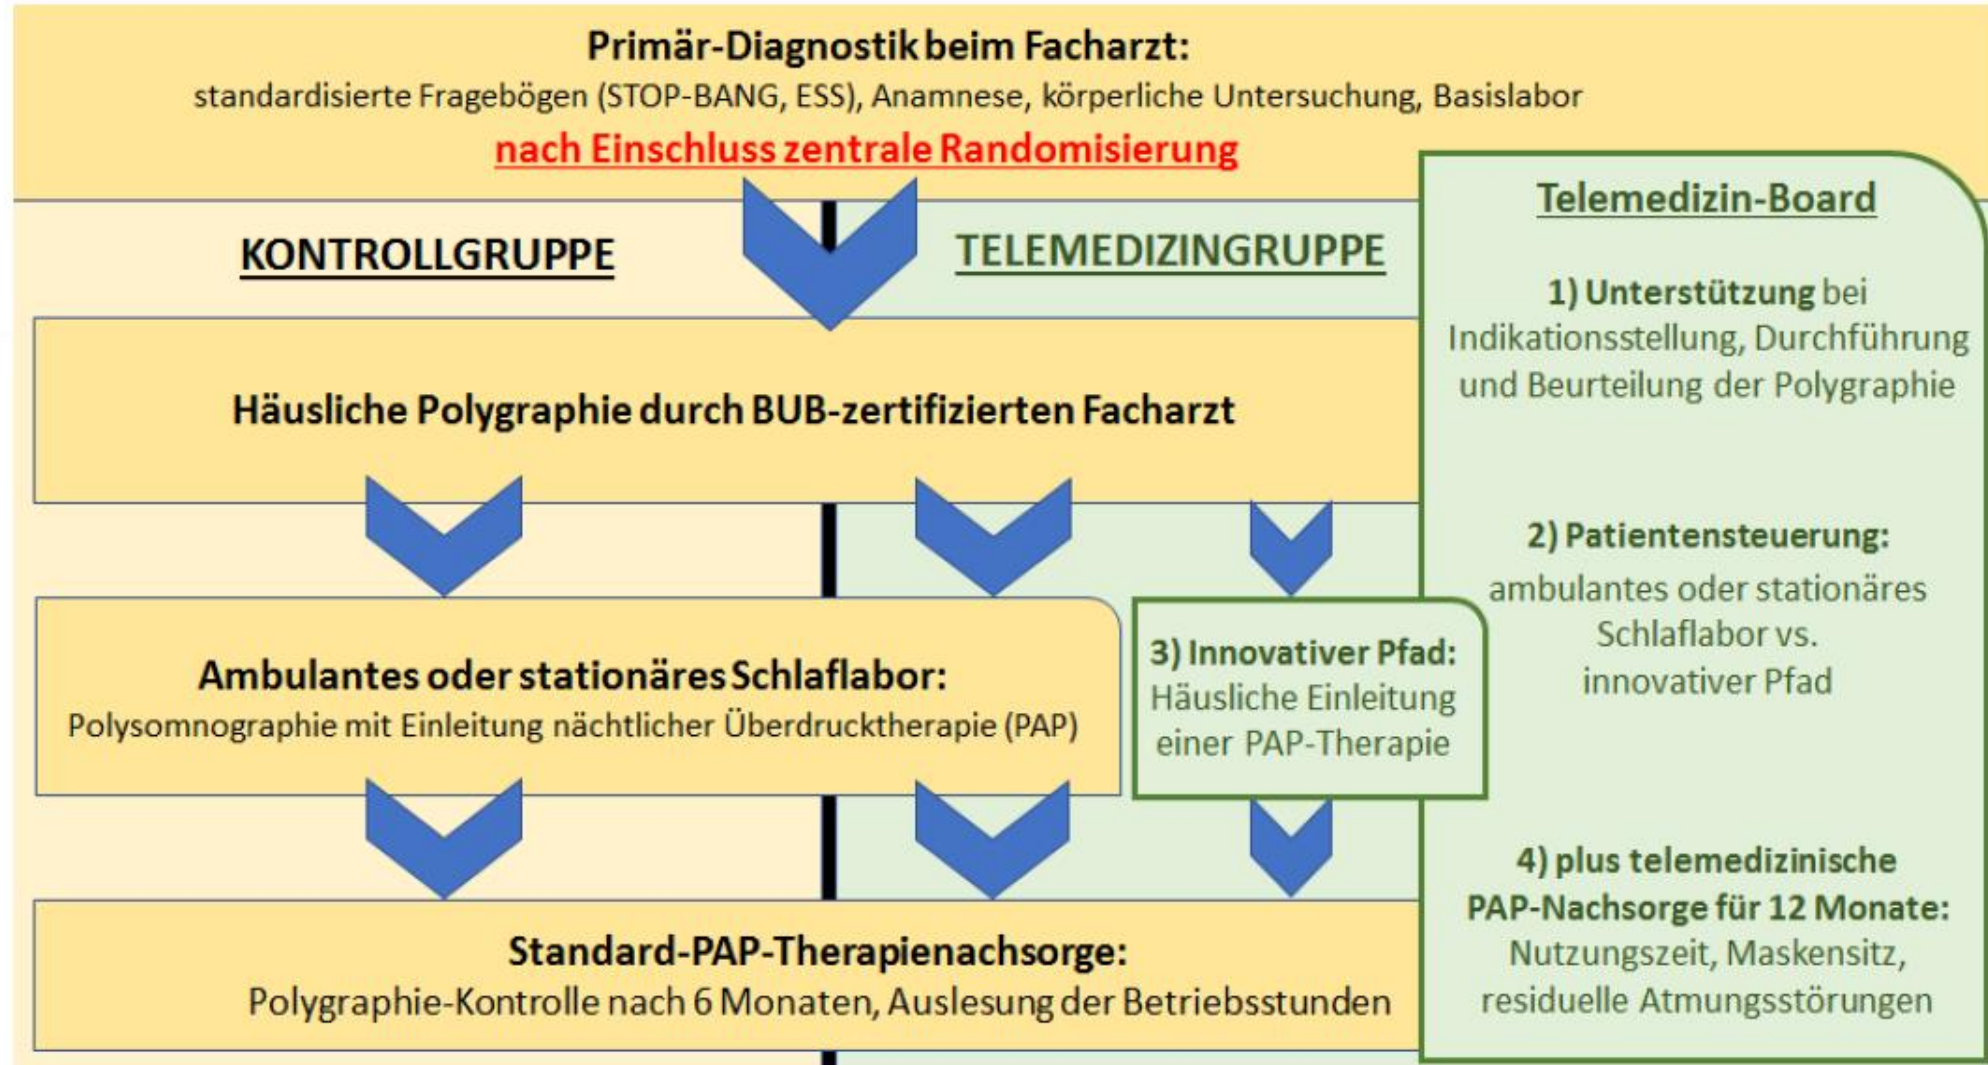 Primär-Diagnostik beim Facharzt:
standardisierte Fragebögen (STOP-BANG, ESS), Anamnese, körperliche Untersuchung, Basislabor
nach Einschluss zentrale Randomisierung
KONTROLLGRUPPE
TELEMEDIZINGRUPPE
Häusliche Polygraphie durch BUB-zertifizierten Facharzt
Ambulantes oder stationäres Schlaflabor:
Polysomnographie mit Einleitung nächtlicher Überdrucktherapie (PAP)
3) Innovativer Pfad:
Häusliche Einleitung
einer PAP-Therapie
Standard-PAP-Therapienachsorge:
Polygraphie-Kontrolle nach 6 Monaten, Auslesung der Betriebsstunden
Telemedizin-Board
1) Unterstützung bei
Indikationsstellung, Durchführung
und Beurteilung der Polygraphie
2) Patientensteuerung:
ambulantes oder stationäres
Schlaflabor vs.
innovativer Pfad
4) plus telemedizinische
PAP-Nachsorge für 12 Monate:
Nutzungszeit, Maskensitz,
residuelle Atmungsstörungen